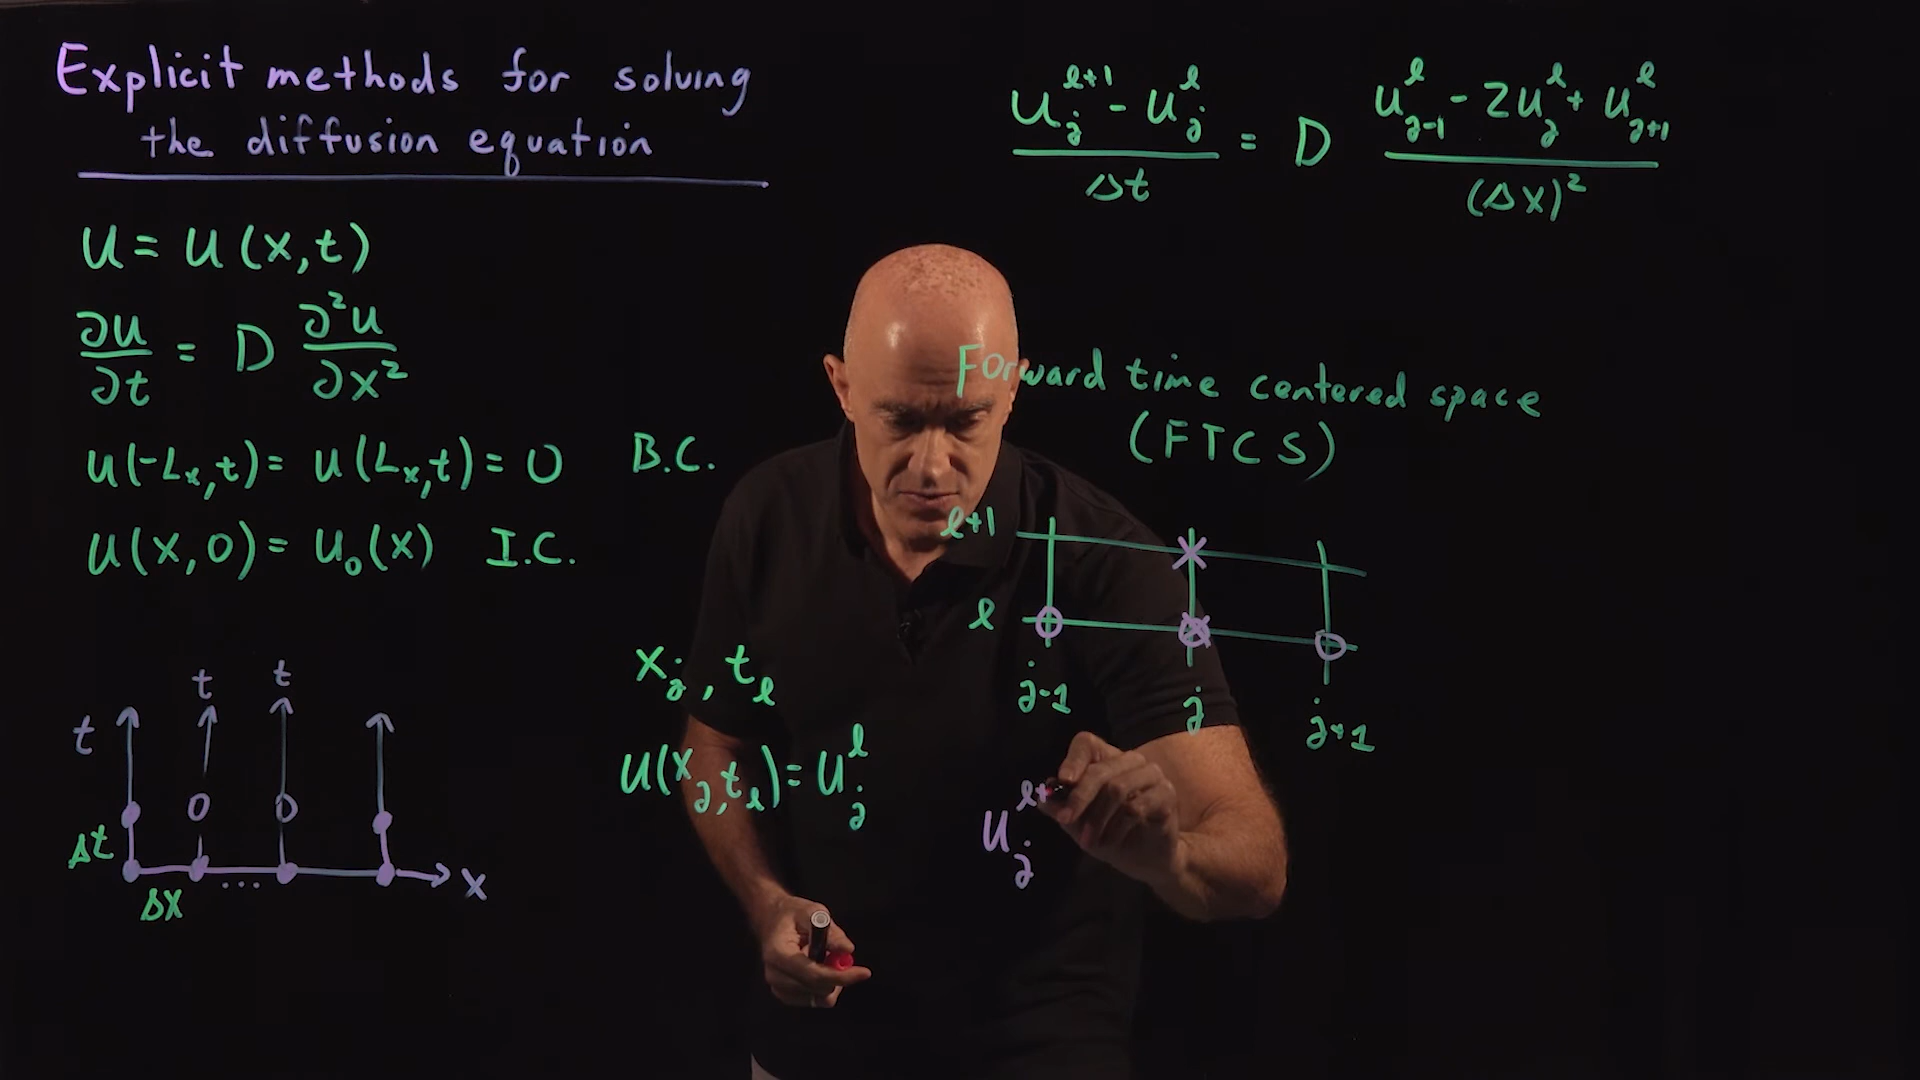 Explicit methods for solving
the diffusion equation
u = u(x,t)
∂u/∂t = D ∂²u/∂x²
u(-Lₓ,t) = u(Lₓ,t) = 0   B.C.
u(x,0) = u₀(x)   I.C.
t
t
t
Δt
Δx
...
x
x_j, t_ℓ
u(x_j,t_ℓ) = u_j^ℓ
(u_j^{ℓ+1} - u_j^ℓ)/Δt = D (u_{j-1}^ℓ - 2u_j^ℓ + u_{j+1}^ℓ)/(Δx)²
Forward time centered space
(FTCS)
ℓ+1
ℓ
j-1
j
j+1
u_j^{ℓ+